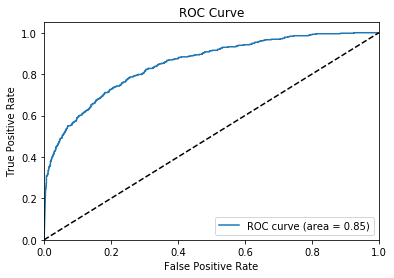 ROC Curve
1.0
0.8
0.6
0.4
0.2
0.0
True Positive Rate
ROC curve (area = 0.85)
0.0 0.2 0.4 0.6 0.8 1.0
False Positive Rate